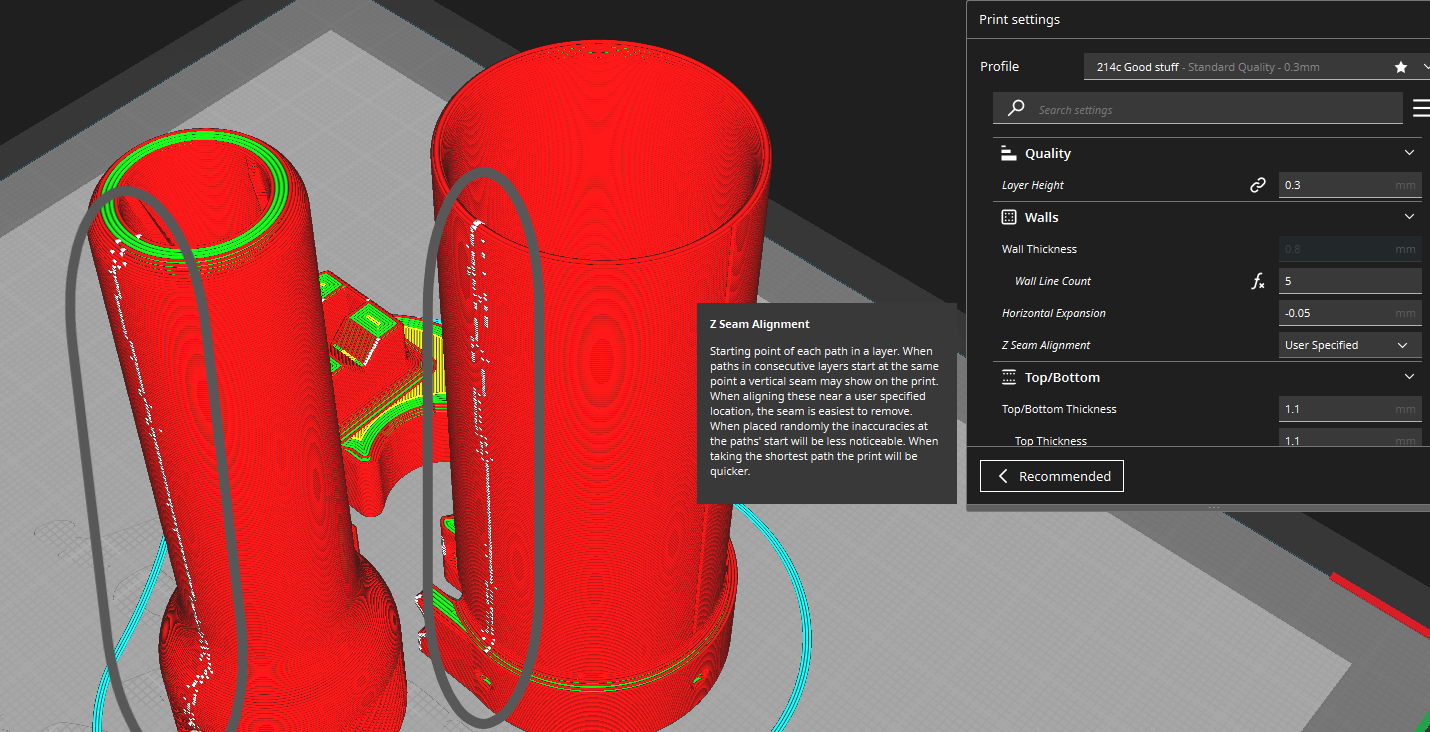 Print settings
Profile
214c Good stuff - Standard Quality - 0.3mm
Search settings
Quality
Layer Height
0.3 mm
Walls
Wall Thickness
0.8 mm
Wall Line Count
5
Horizontal Expansion
-0.05 mm
Z Seam Alignment
User Specified
Top/Bottom
Top/Bottom Thickness
1.1 mm
Top Thickness
1.1 mm
Recommended
Z Seam Alignment
Starting point of each path in a layer. When
paths in consecutive layers start at the same
point a vertical seam may show on the print.
When aligning these near a user specified
location, the seam is easiest to remove.
When placed randomly the inaccuracies at
the paths' start will be less noticeable. When
taking the shortest path the print will be
quicker.